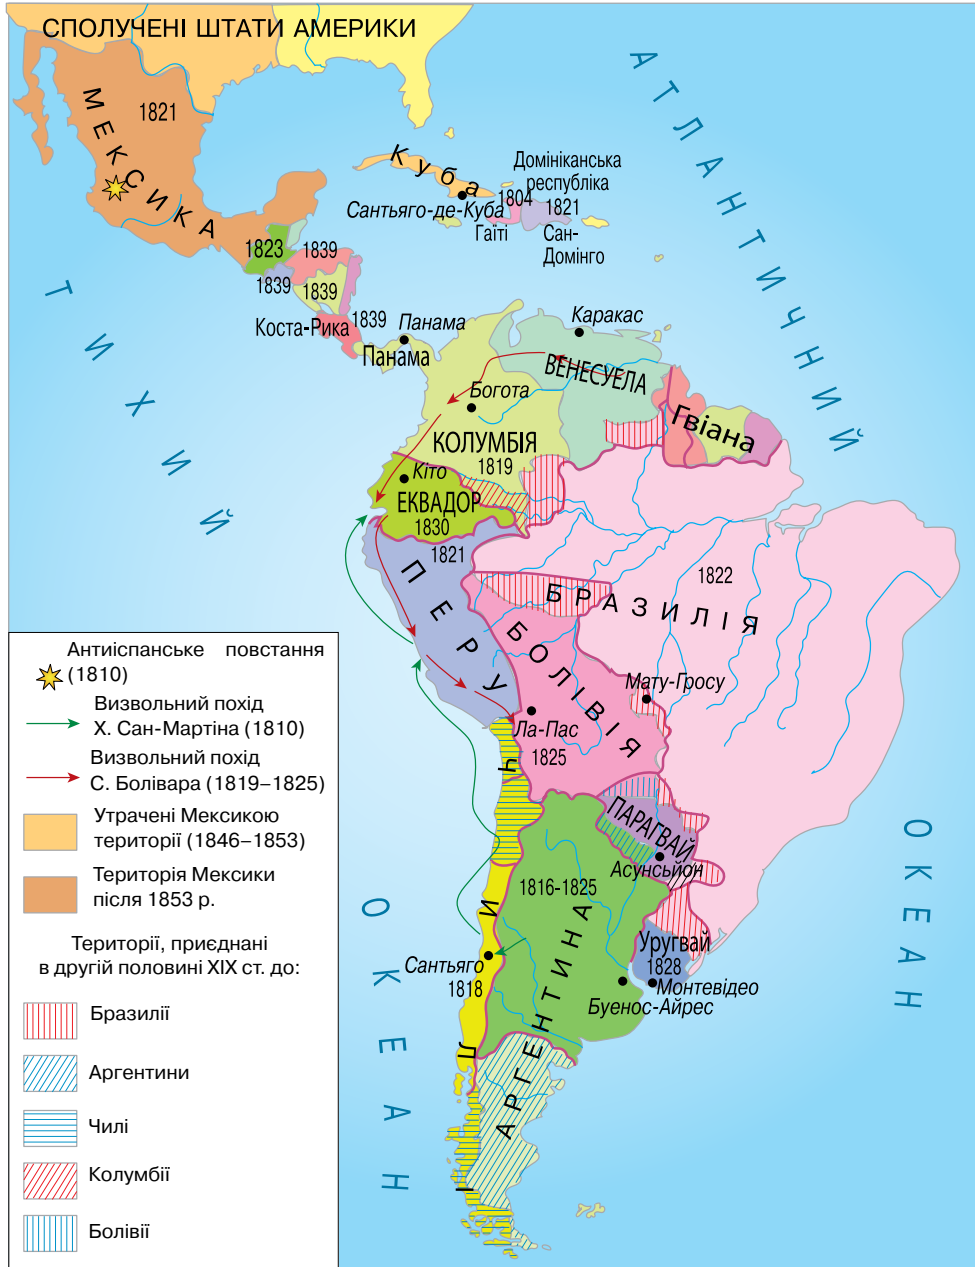 СПОЛУЧЕНІ ШТАТИ АМЕРИКИ
АТЛАНТИЧНИЙ
МЕКСИКА
1821
Куба
Домініканська
республіка
1804
1821
Сантьяго-де-Куба
Гаїті
Сан-
Домінго
1823
1839
1839
1839
1839
Коста-Рика
Панама
Панама
Каракас
ВЕНЕСУЕЛА
Гвіана
ТИХИЙ
Богота
КОЛУМБІЯ
1819
Кіто
ЕКВАДОР
1830
1821
ПЕРУ
1822
БРАЗИЛІЯ
БОЛІВІЯ
Мату-Гросу
Ла-Пас
1825
ПАРАГВАЙ
Асунсьйон
1816-1825
АРГЕНТИНА
ЧИЛІ
Уругвай
1828
Сантьяго
1818
Монтевідео
Буенос-Айрес
ОКЕАН
ОКЕАН
Антиіспанське повстання
(1810)
Визвольний похід
Х. Сан-Мартіна (1810)
Визвольний похід
С. Болівара (1819–1825)
Утрачені Мексикою
території (1846–1853)
Територія Мексики
після 1853 р.
Території, приєднані
в другій половині XIX ст. до:
Бразилії
Аргентини
Чилі
Колумбії
Болівії